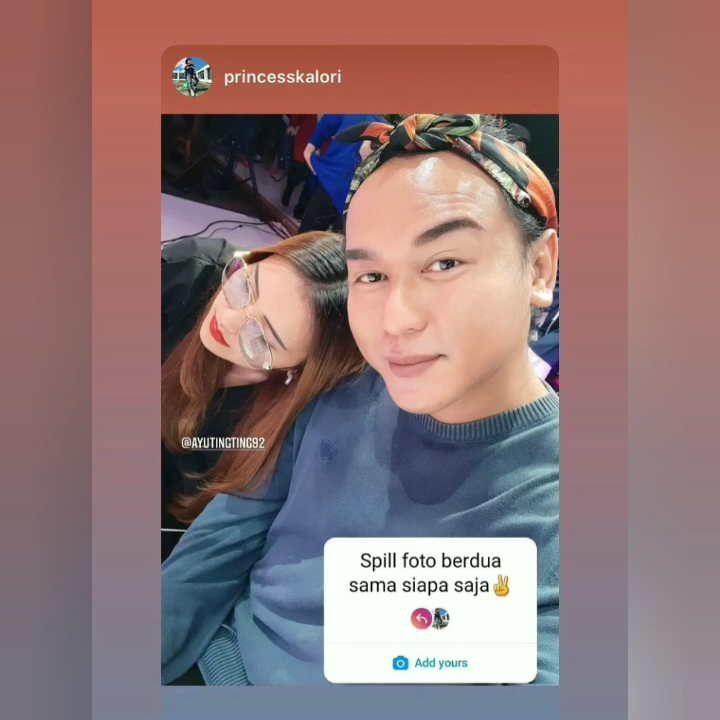 princesskalori
@AYUTINGTING92
Spill foto berdua
sama siapa saja✌️
Add yours